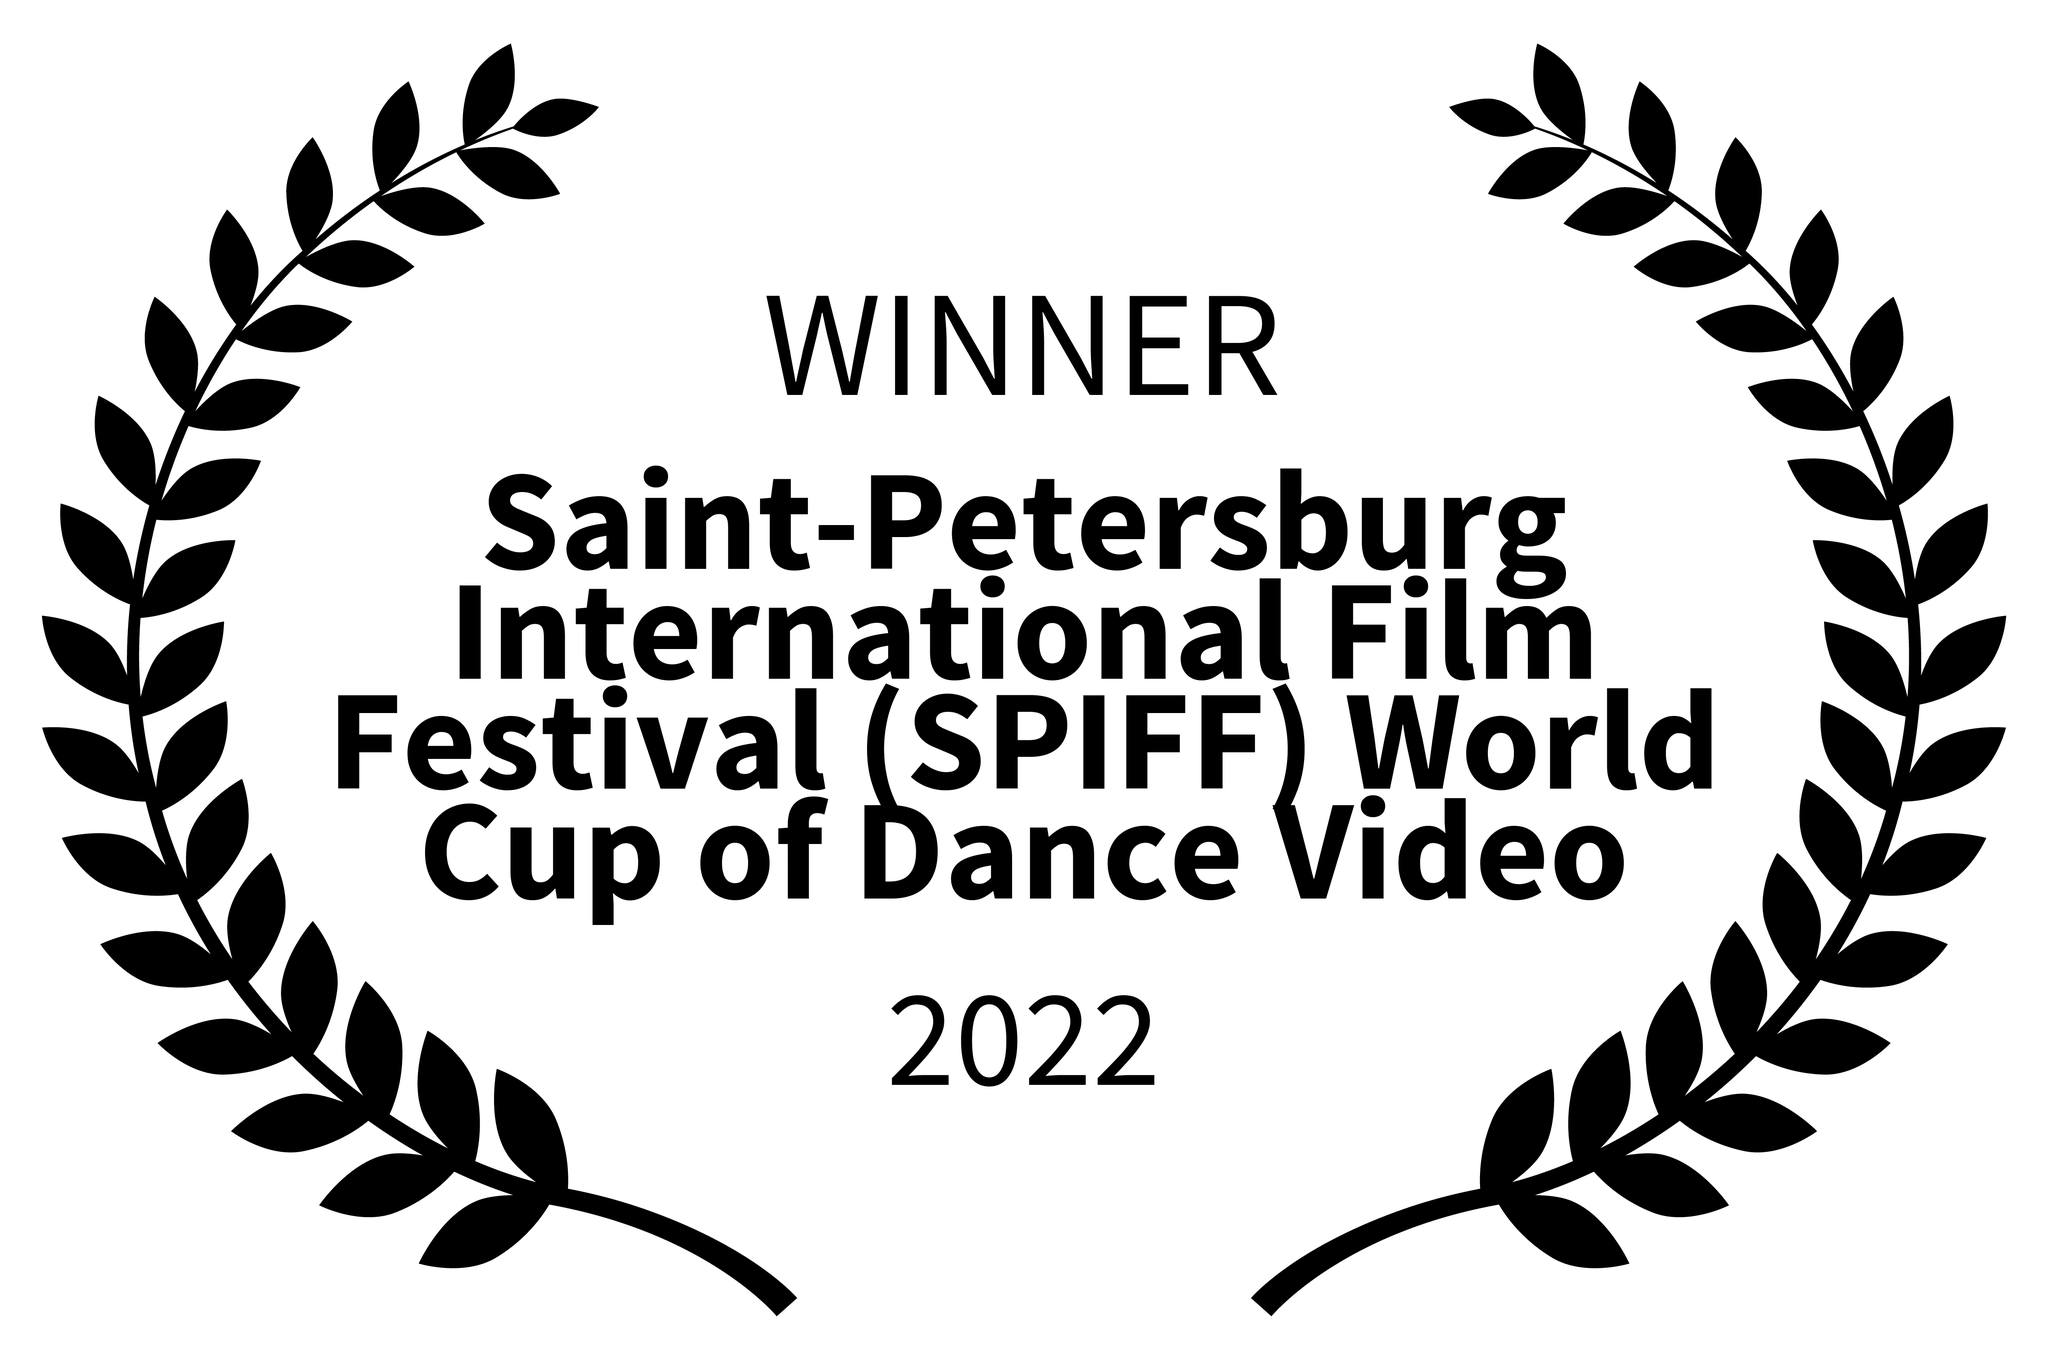 WINNER
Saint-Petersburg
International Film
Festival (SPIFF) World
Cup of Dance Video
2022